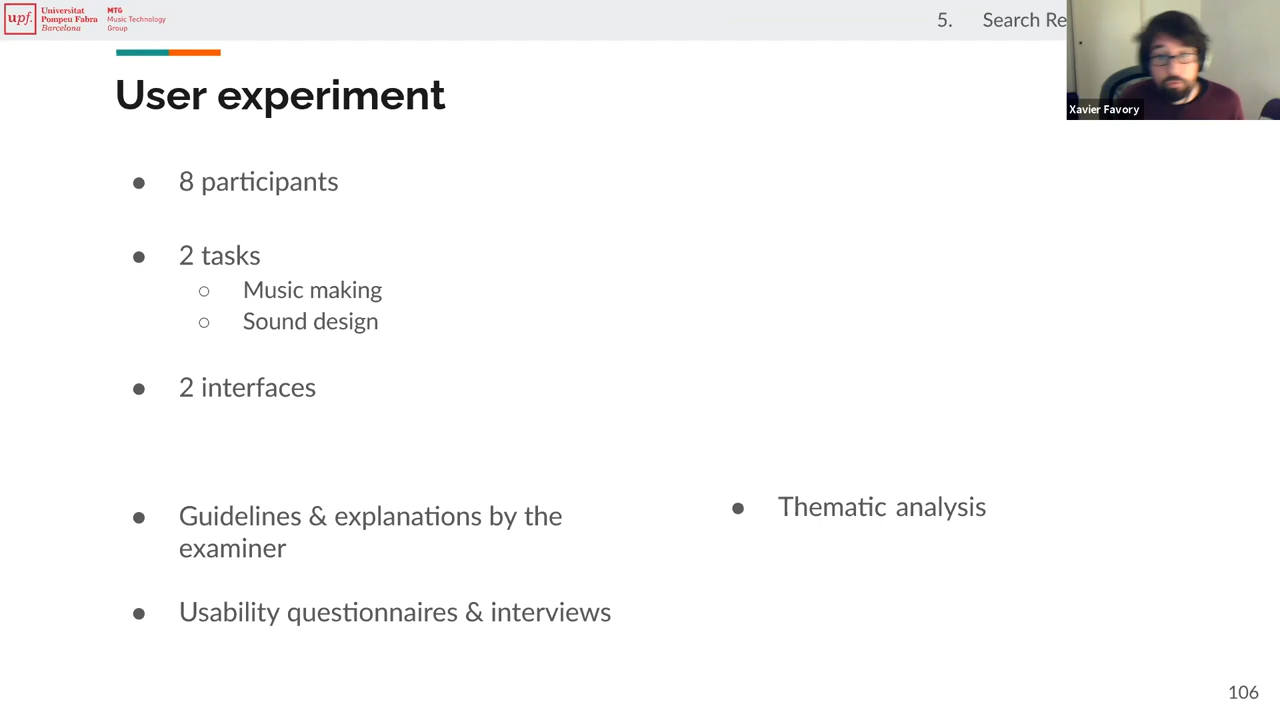 upf.
Universitat
Pompeu Fabra
Barcelona
MTG
Music Technology
Group
5. Search Re
Xavier Favory
User experiment
● 8 participants
● 2 tasks
○ Music making
○ Sound design
● 2 interfaces
● Guidelines & explanations by the
examiner
● Usability questionnaires & interviews
● Thematic analysis
106